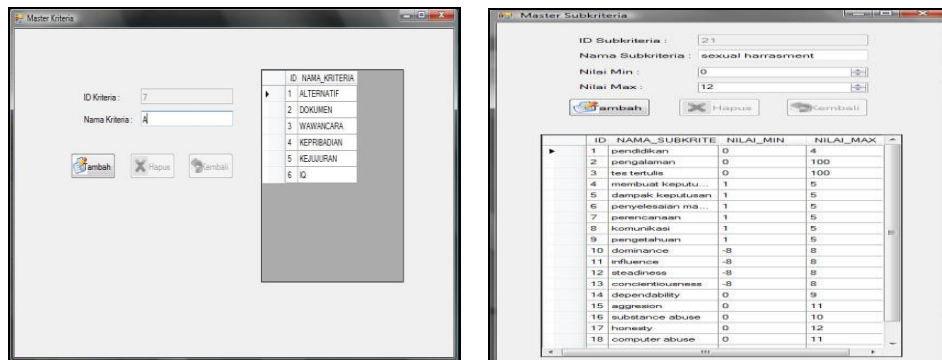 Master Kriteria
ID Kriteria : 7
Nama Kriteria : A
Tambah Hapus Kembali
ID NAMA_KRITERIA
1 ALTERNATIF
2 DOKUMEN
3 WAWANCARA
4 KEPRIBADIAN
5 KEJUJURAN
6 IQ
Master Subkriteria
ID Subkriteria : 21
Nama Subkriteria : sexual harrasment
Nilai Min : 0
Nilai Max : 12
Tambah Hapus Kembali
ID NAMA_SUBKRITE NILAI_MIN NILAI_MAX
1 pendidikan 0 4
2 pengalaman 0 100
3 tes tertulis 0 100
4 membuat keputu... 1 5
5 dampak keputusan 1 5
6 penyelesaian ma... 1 5
7 perencanaan 1 5
8 komunikasi 1 5
9 pengetahuan 1 5
10 dominance -8 8
11 influence -8 8
12 steadiness -8 8
13 concientiousness -8 8
14 dependability 0 9
15 aggresion 0 11
16 substance abuse 0 10
17 honesty 0 12
18 computer abuse 0 11